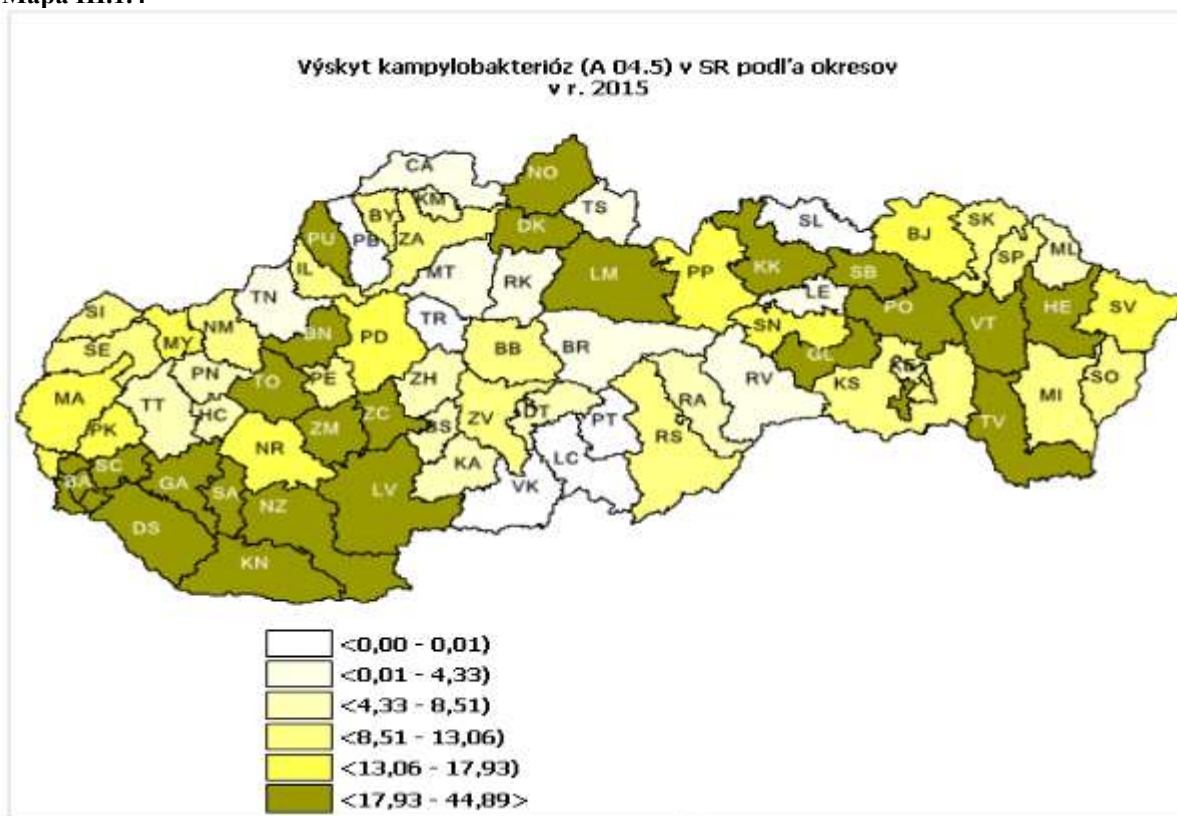 Výskyt kampylobakterióz (A 04.5) v SR podľa okresov
v r. 2015
CA
NO
KM
TS
SL
BY
PU
PB
ZA
DK
BJ
SK
SP
ML
IL
MT
RK
LM
PP
KK
SB
TN
LE
PO
HE
SV
SI
NM
TR
SN
VT
BN
MY
SE
PD
BB
BR
GL
PN
PE
ZH
RV
KS
MI
SO
MA
TT
TO
HC
ZC
RA
PK
ZM
BS
ZV
DT
PT
TV
NR
RS
SC
KA
LC
BA
GA
SA
LV
VK
NZ
DS
KN
<0,00 - 0,01)
<0,01 - 4,33)
<4,33 - 8,51)
<8,51 - 13,06)
<13,06 - 17,93)
<17,93 - 44,89>